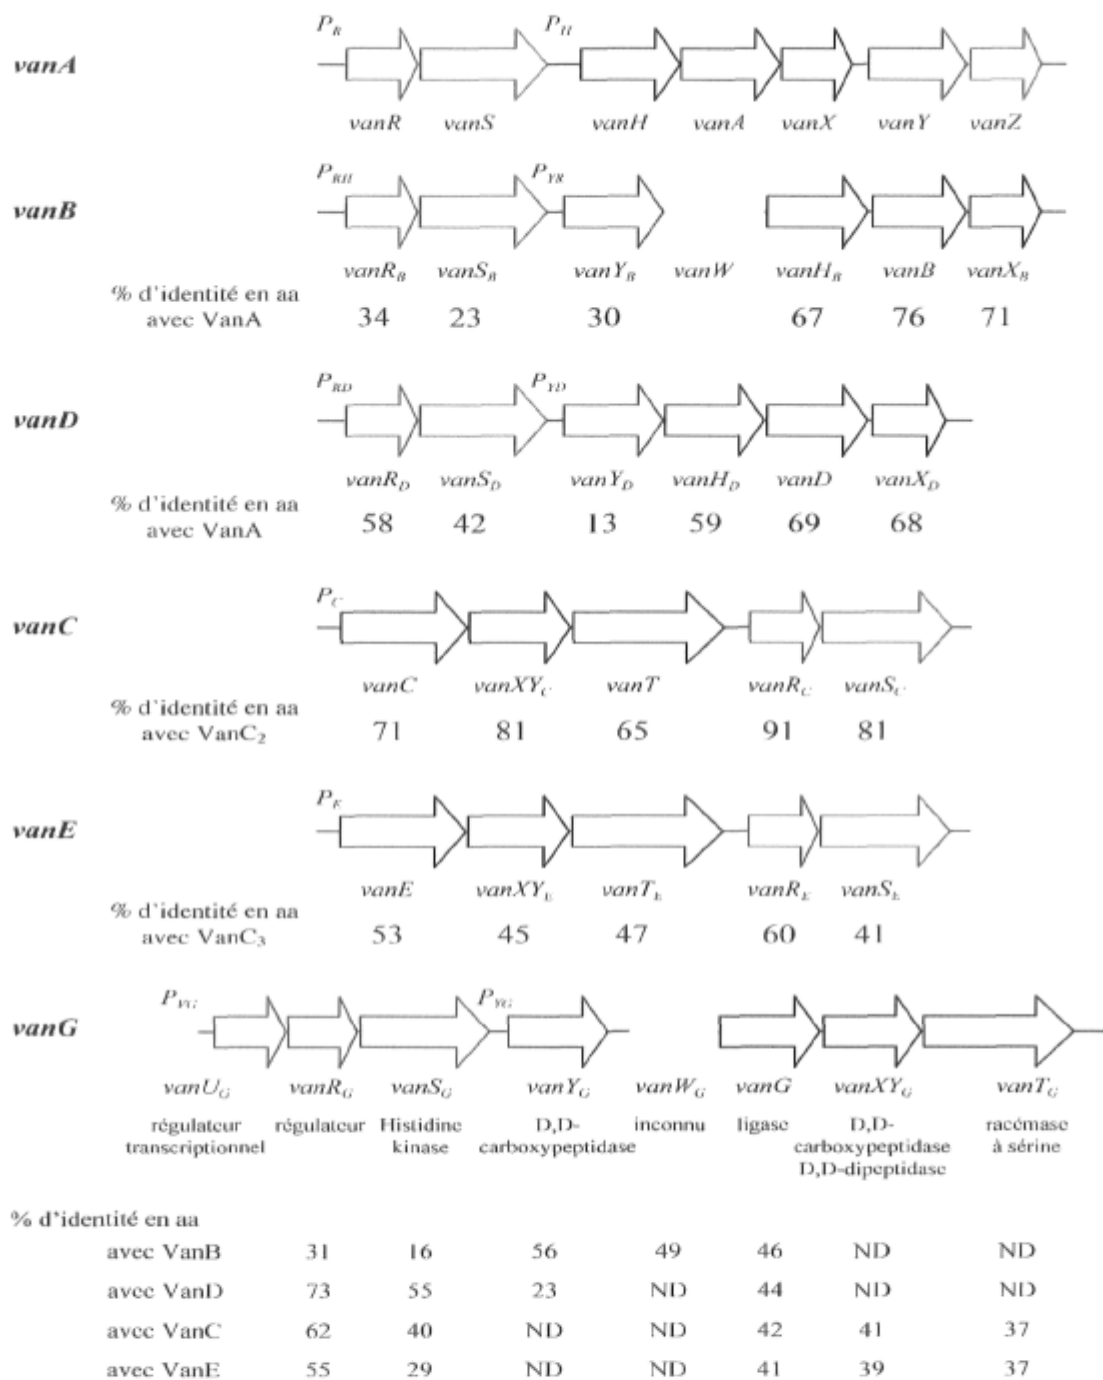 P_R P_H
vanA
vanR vanS vanH vanA vanX vanY vanZ
P_RB P_YB
vanB
vanR_B vanS_B vanY_B vanW vanH_B vanB vanX_B
% d'identité en aa
avec VanA 34 23 30 67 76 71
P_RD P_YD
vanD
vanR_D vanS_D vanY_D vanH_D vanD vanX_D
% d'identité en aa
avec VanA 58 42 13 59 69 68
P_C
vanC
vanC vanXY_C vanT vanR_C vanS_C
% d'identité en aa
avec VanC₂ 71 81 65 91 81
P_E
vanE
vanE vanXY_E vanT_E vanR_E vanS_E
% d'identité en aa
avec VanC₃ 53 45 47 60 41
P_YG
vanG
vanU_G vanR_G vanS_G vanY_G vanW_G vanG vanXY_G vanT_G
régulateur régulateur Histidine D,D- inconnu ligase D,D- racémase
transcriptionnel kinase carboxypeptidase carboxypeptidase à sérine
D,D-dipeptidase
% d'identité en aa
avec VanB 31 16 56 49 46 ND ND
avec VanD 73 55 23 ND 44 ND ND
avec VanC 62 40 ND ND 42 41 37
avec VanE 55 29 ND ND 41 39 37